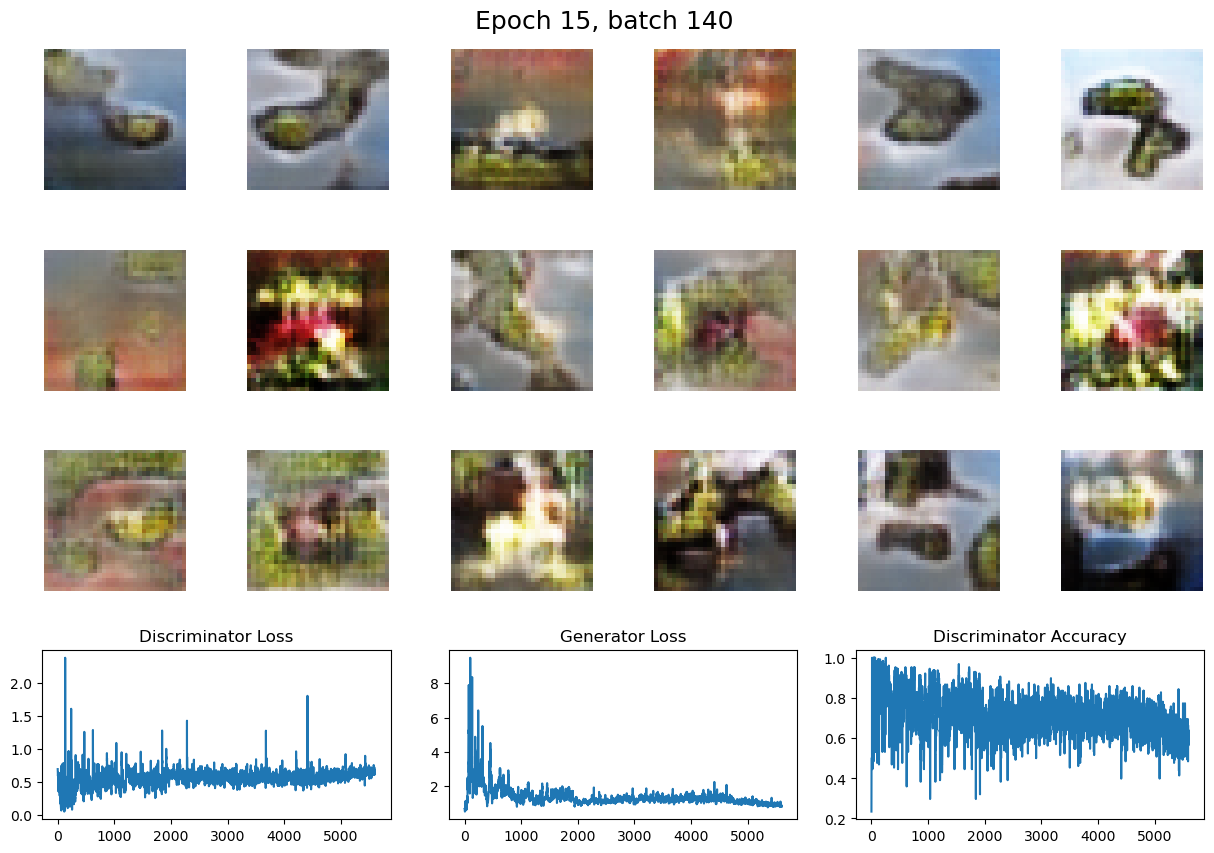 Epoch 15, batch 140
Discriminator Loss
Generator Loss
Discriminator Accuracy
2.0
1.5
1.0
0.5
0.0
0 1000 2000 3000 4000 5000
8
6
4
2
0 1000 2000 3000 4000 5000
1.0
0.8
0.6
0.4
0.2
0 1000 2000 3000 4000 5000